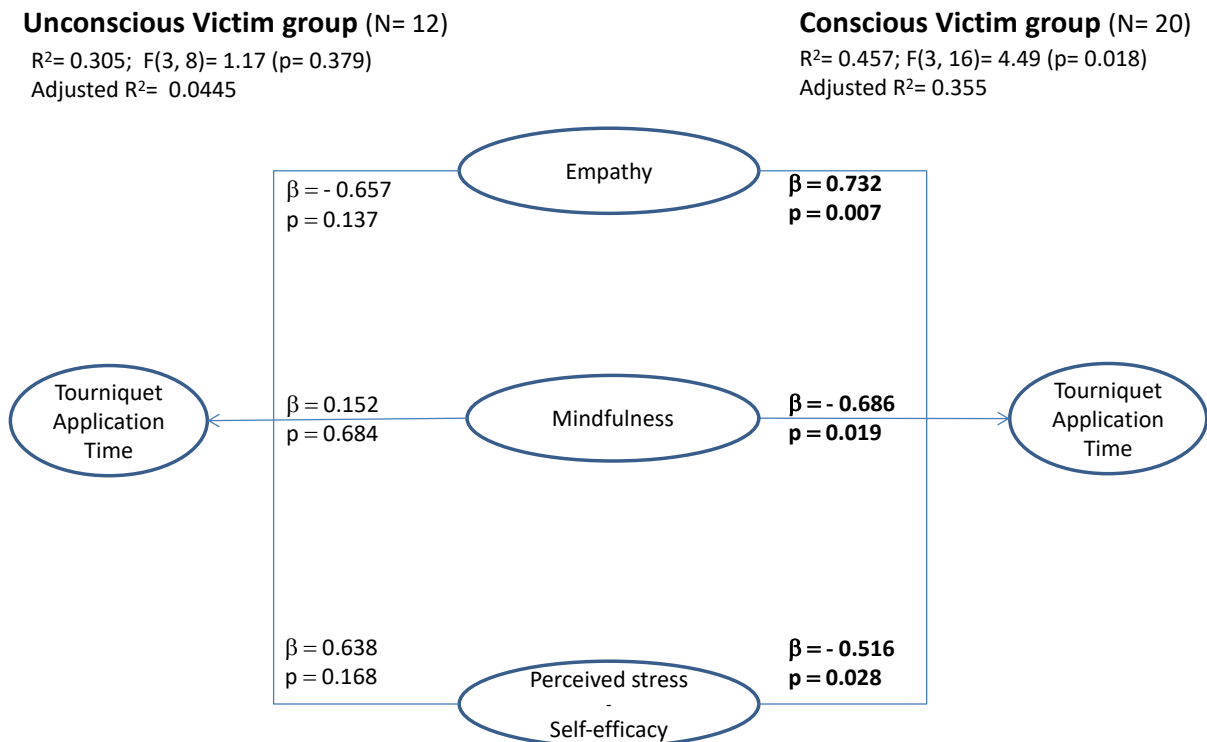 Unconscious Victim group (N= 12)
R²= 0.305; F(3, 8)= 1.17 (p= 0.379)
Adjusted R²= 0.0445
Conscious Victim group (N= 20)
R²= 0.457; F(3, 16)= 4.49 (p= 0.018)
Adjusted R²= 0.355
Empathy
β = - 0.657
p = 0.137
β = 0.732
p = 0.007
Tourniquet
Application
Time
β = 0.152
p = 0.684
Mindfulness
β = - 0.686
p = 0.019
Tourniquet
Application
Time
β = 0.638
p = 0.168
Perceived stress
-
Self-efficacy
β = - 0.516
p = 0.028